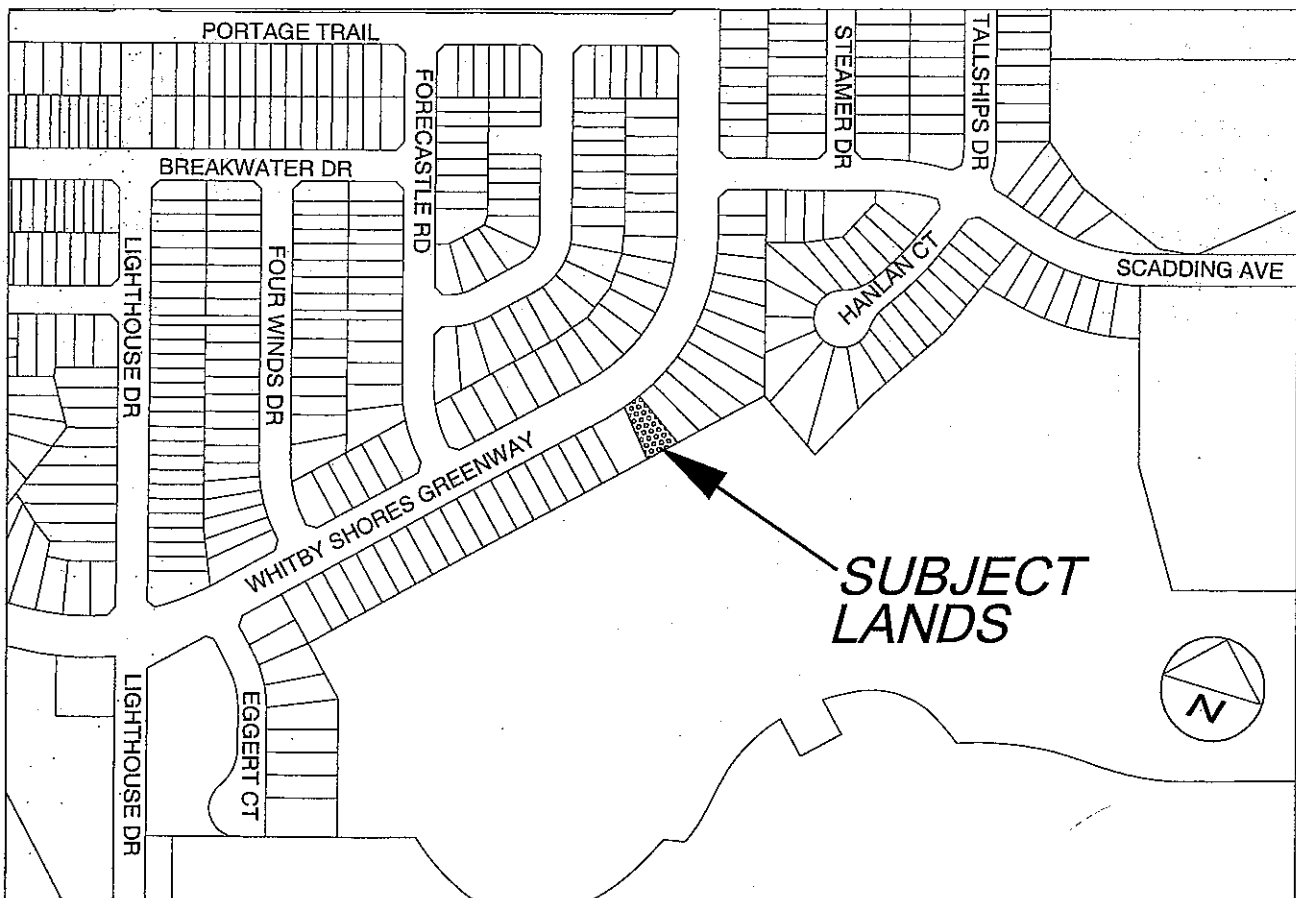 PORTAGE TRAIL
FORECASTLE RD
STEAMER DR
TALLSHIPS DR
BREAKWATER DR
LIGHTHOUSE DR
FOUR WINDS DR
HANLAN CT
SCADDING AVE
WHITBY SHORES GREENWAY
SUBJECT
LANDS
LIGHTHOUSE DR
EGGERT CT
N